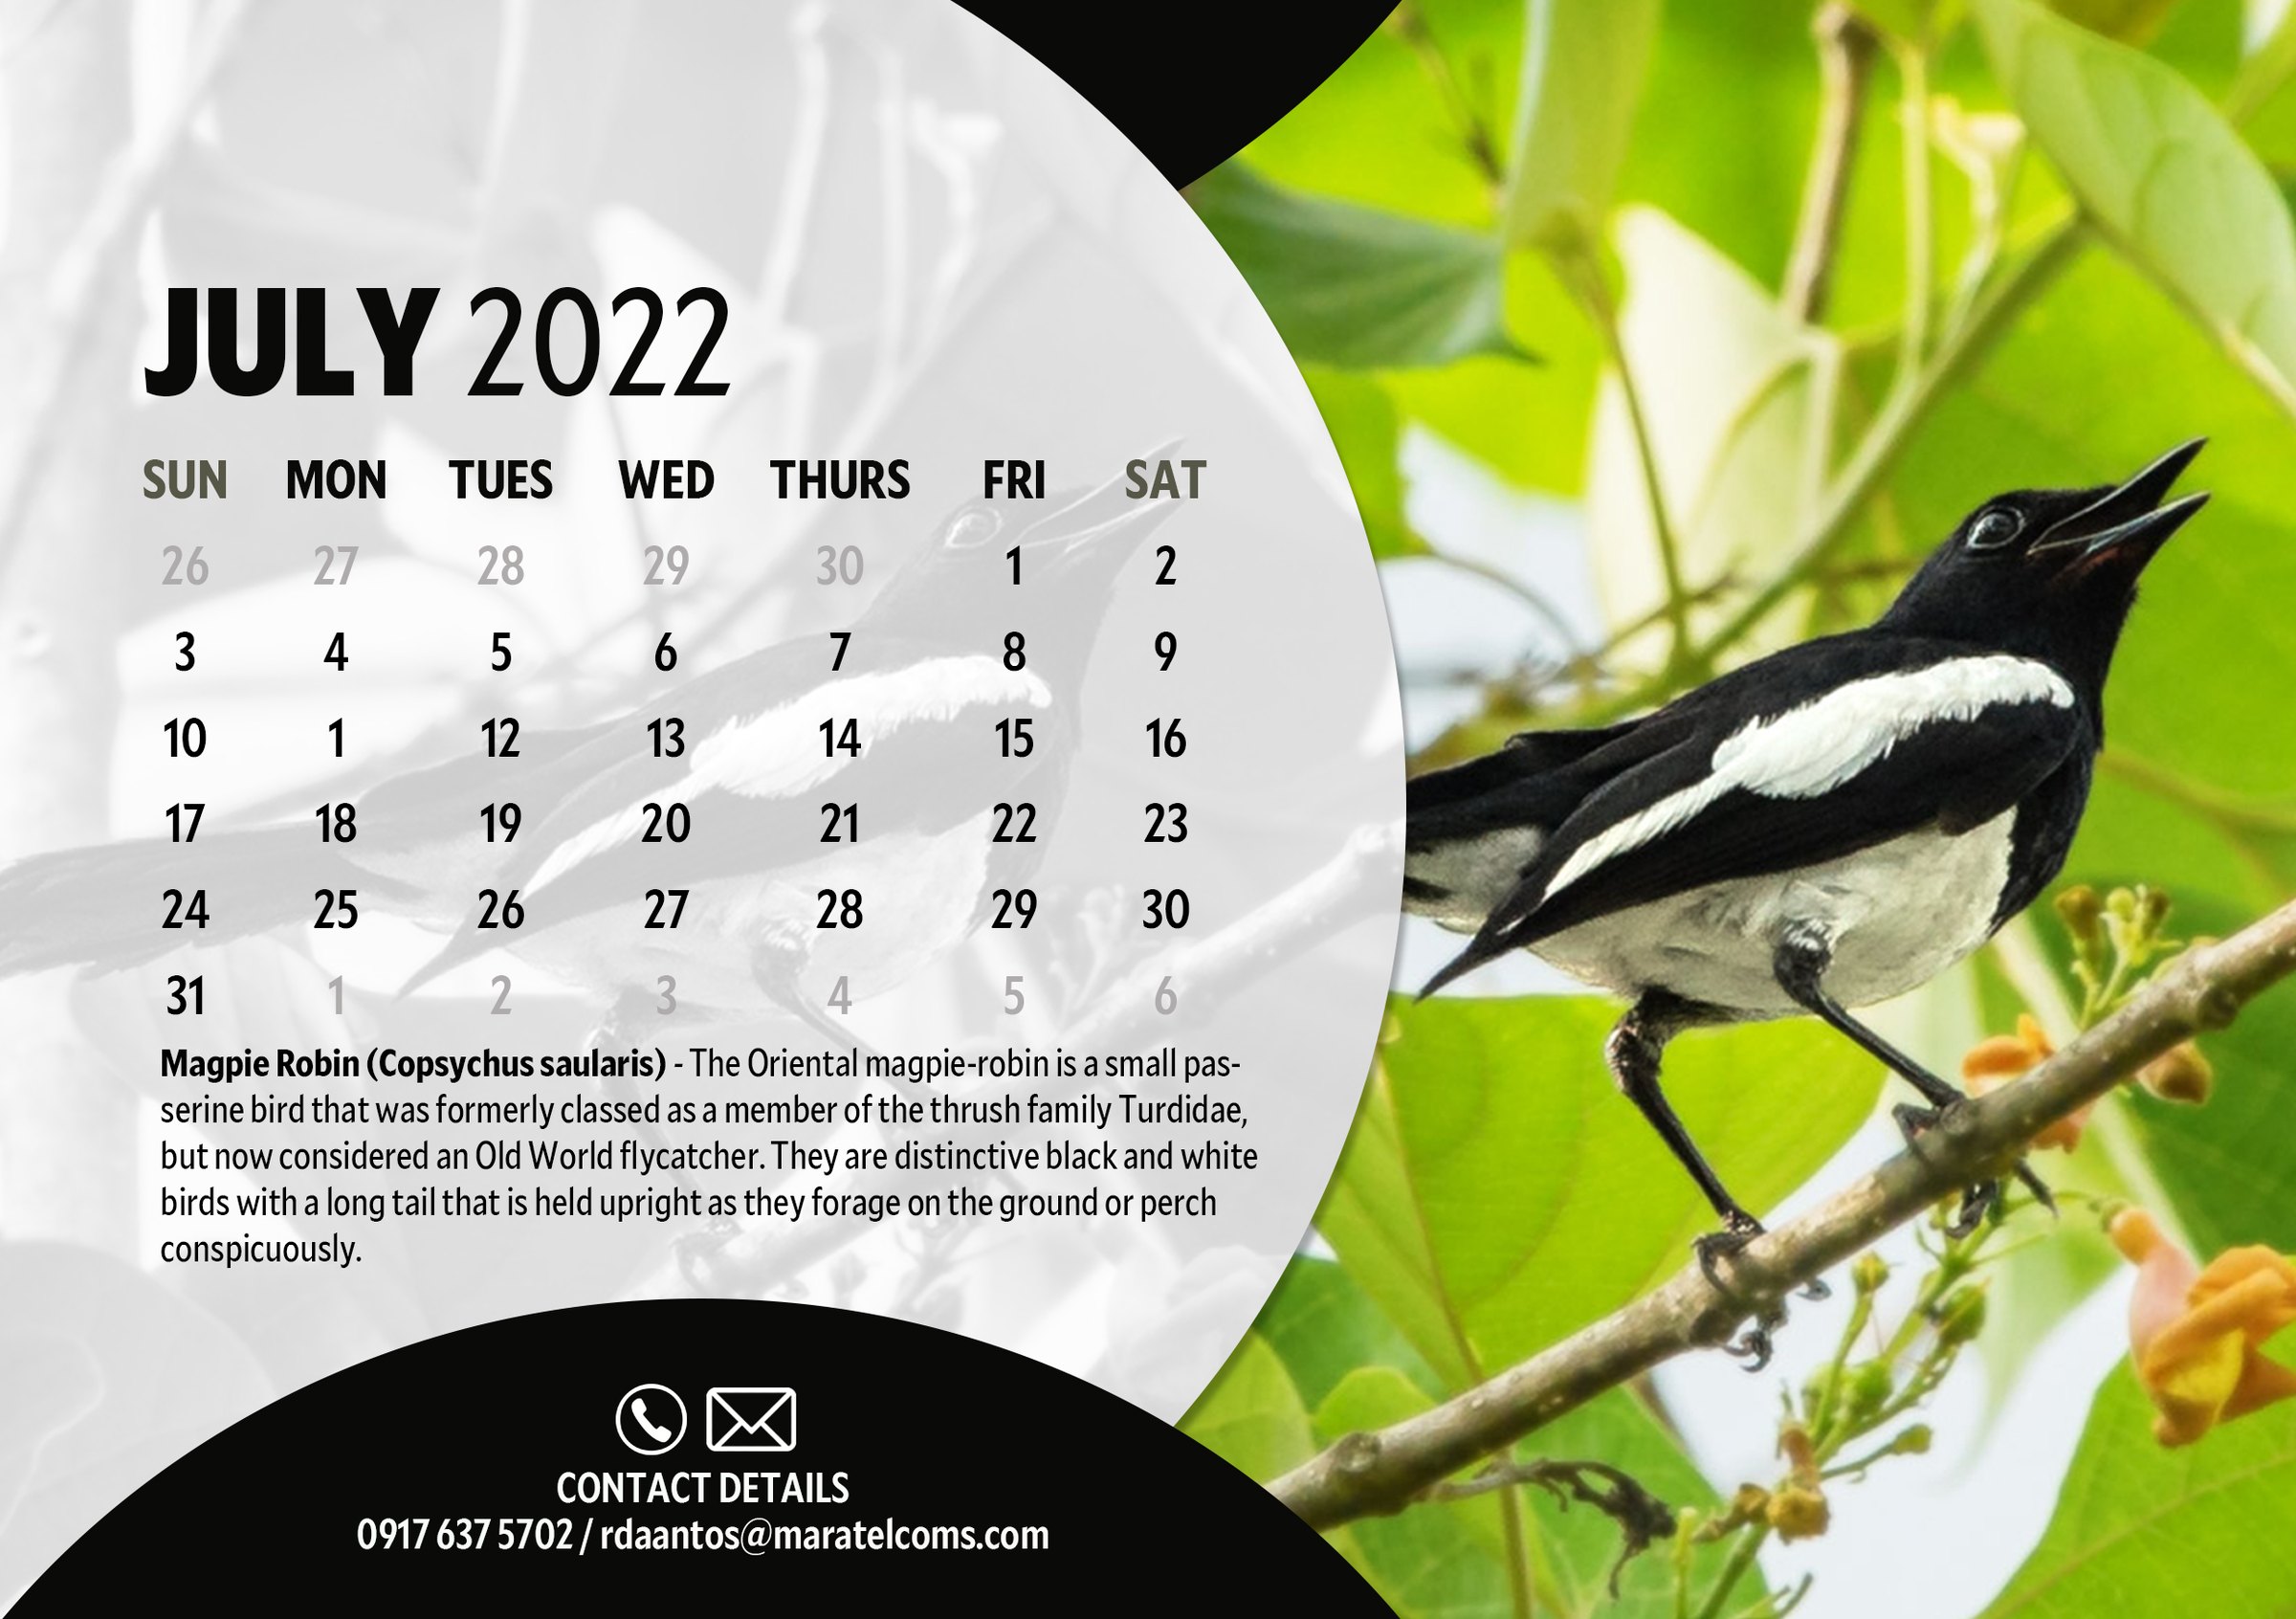 JULY 2022
SUN MON TUES WED THURS FRI SAT
26 27 28 29 30 1 2
3 4 5 6 7 8 9
10 1 12 13 14 15 16
17 18 19 20 21 22 23
24 25 26 27 28 29 30
31 1 2 3 4 5 6
Magpie Robin (Copsychus saularis) - The Oriental magpie-robin is a small pas-
serine bird that was formerly classed as a member of the thrush family Turdidae,
but now considered an Old World flycatcher. They are distinctive black and white
birds with a long tail that is held upright as they forage on the ground or perch
conspicuously.
CONTACT DETAILS
0917 637 5702 / rdaantos@maratelcoms.com